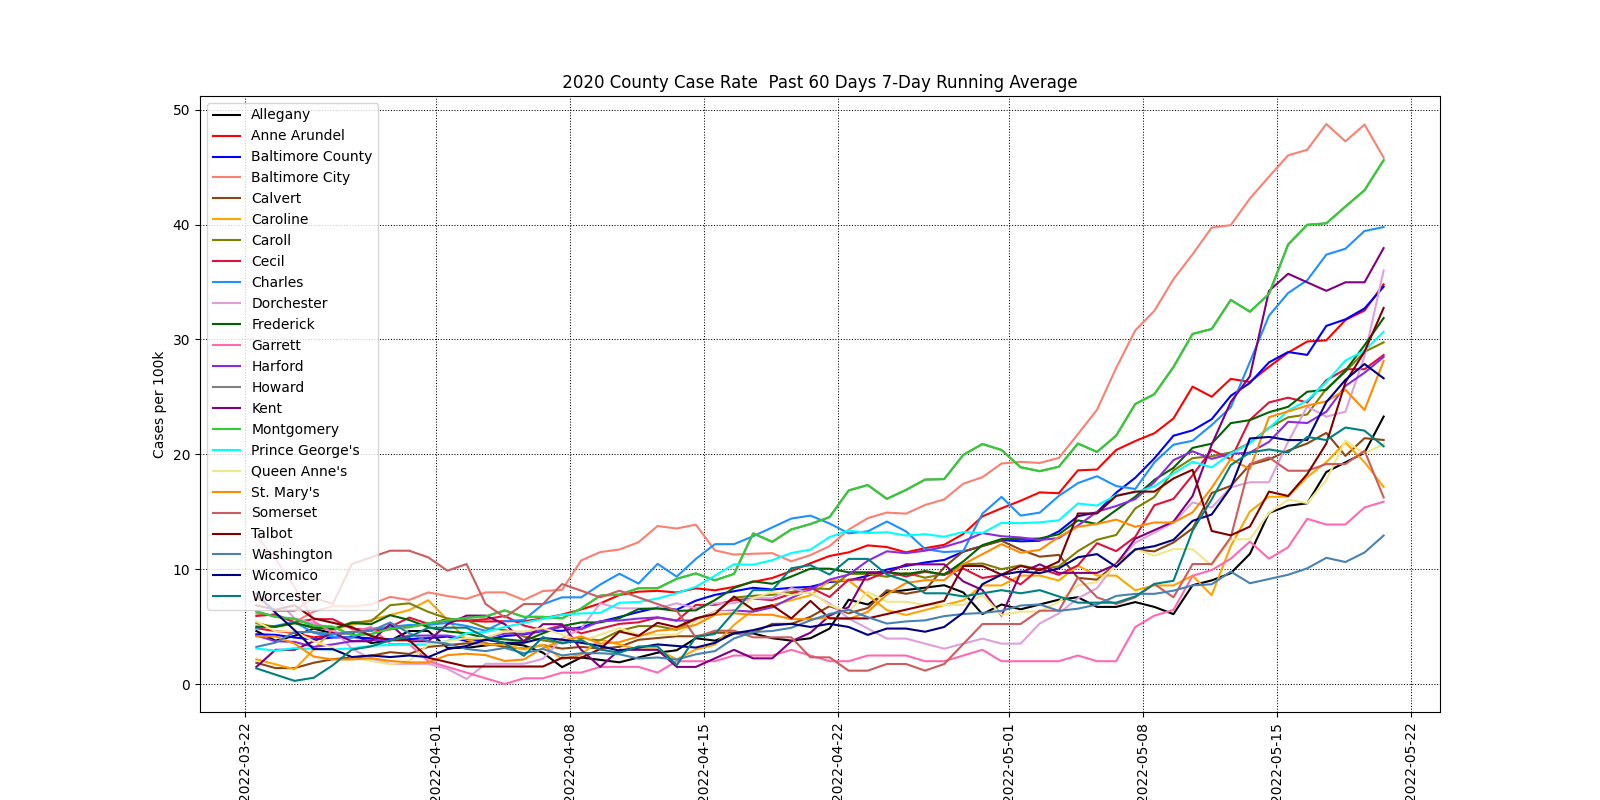 2020 County Case Rate  Past 60 Days 7-Day Running Average
Cases per 100k
50
40
30
20
10
0
Allegany
Anne Arundel
Baltimore County
Baltimore City
Calvert
Caroline
Caroll
Cecil
Charles
Dorchester
Frederick
Garrett
Harford
Howard
Kent
Montgomery
Prince George's
Queen Anne's
St. Mary's
Somerset
Talbot
Washington
Wicomico
Worcester
2022-03-22
2022-04-01
2022-04-08
2022-04-15
2022-04-22
2022-05-01
2022-05-08
2022-05-15
2022-05-22